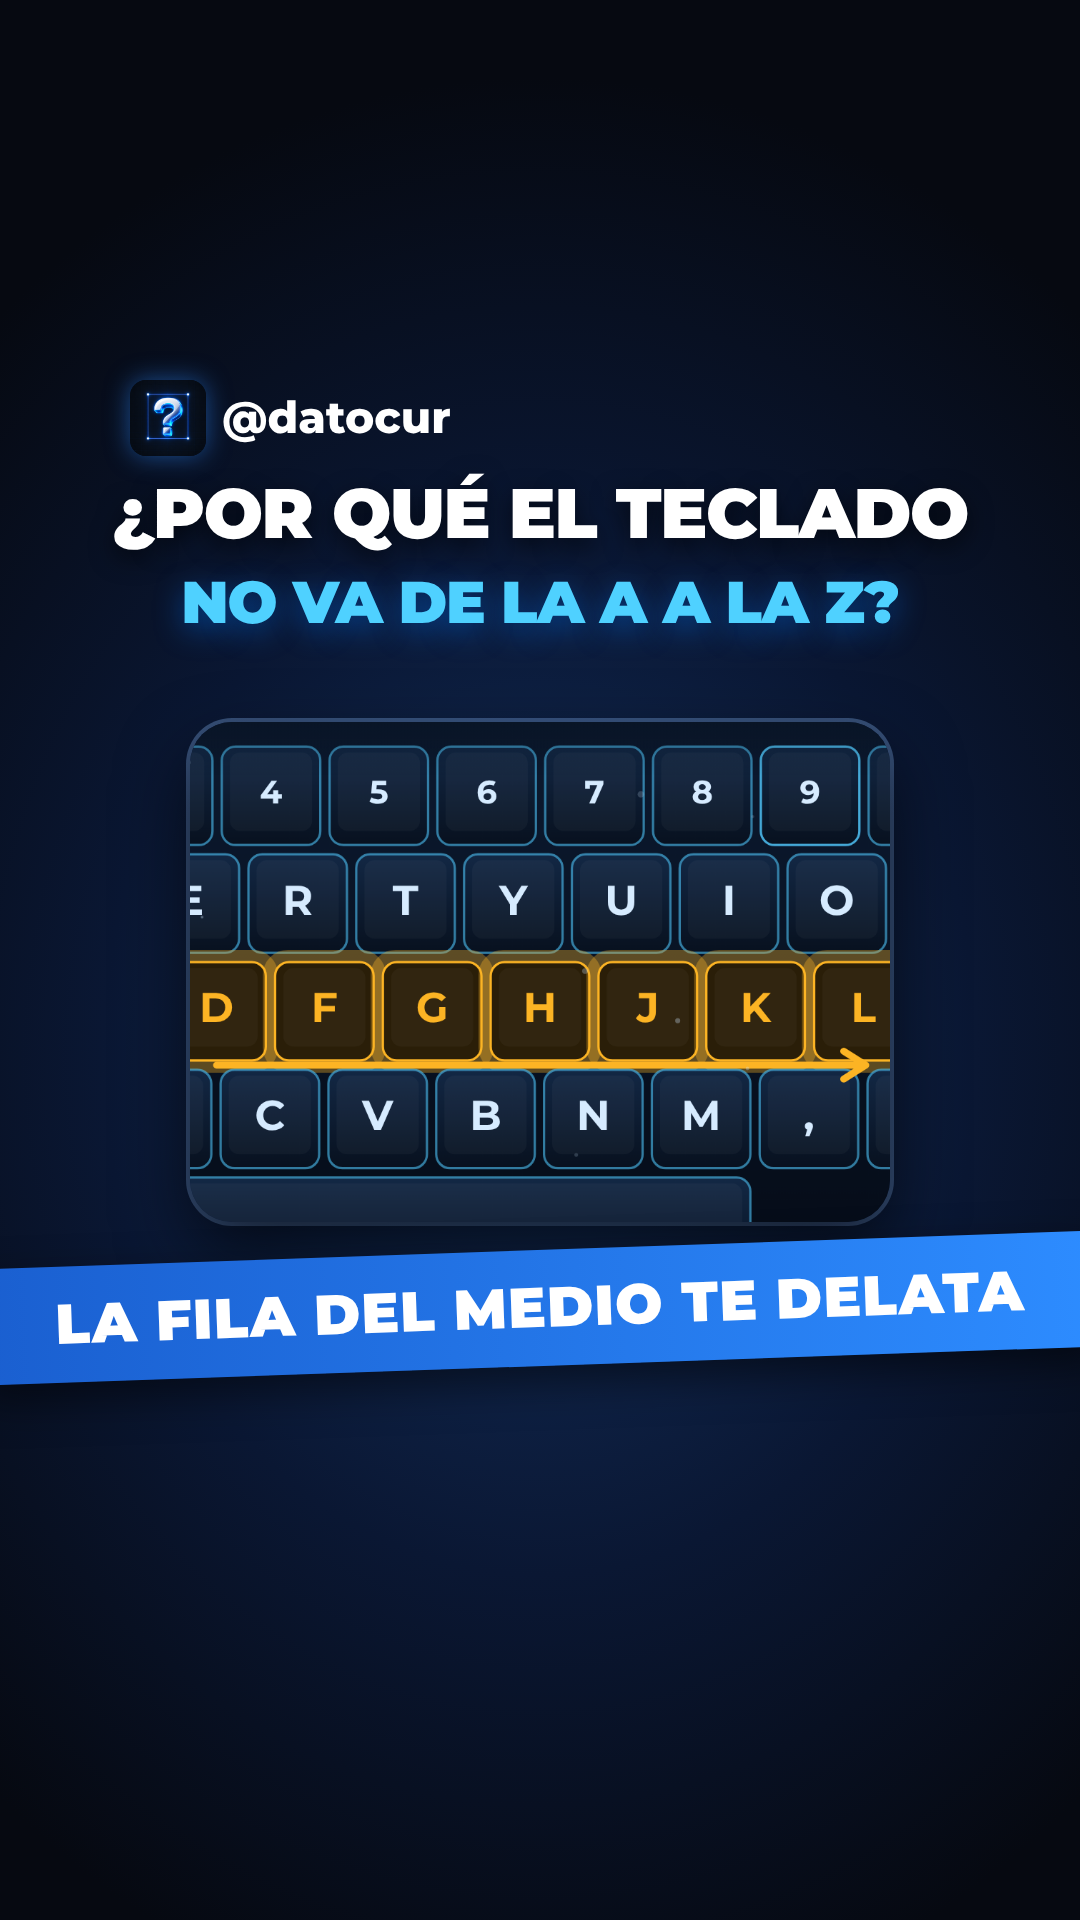 ?
@datocur
¿POR QUÉ EL TECLADO
NO VA DE LA A A LA Z?
4 5 6 7 8 9
E R T Y U I O
D F G H J K L
C V B N M ,
LA FILA DEL MEDIO TE DELATA